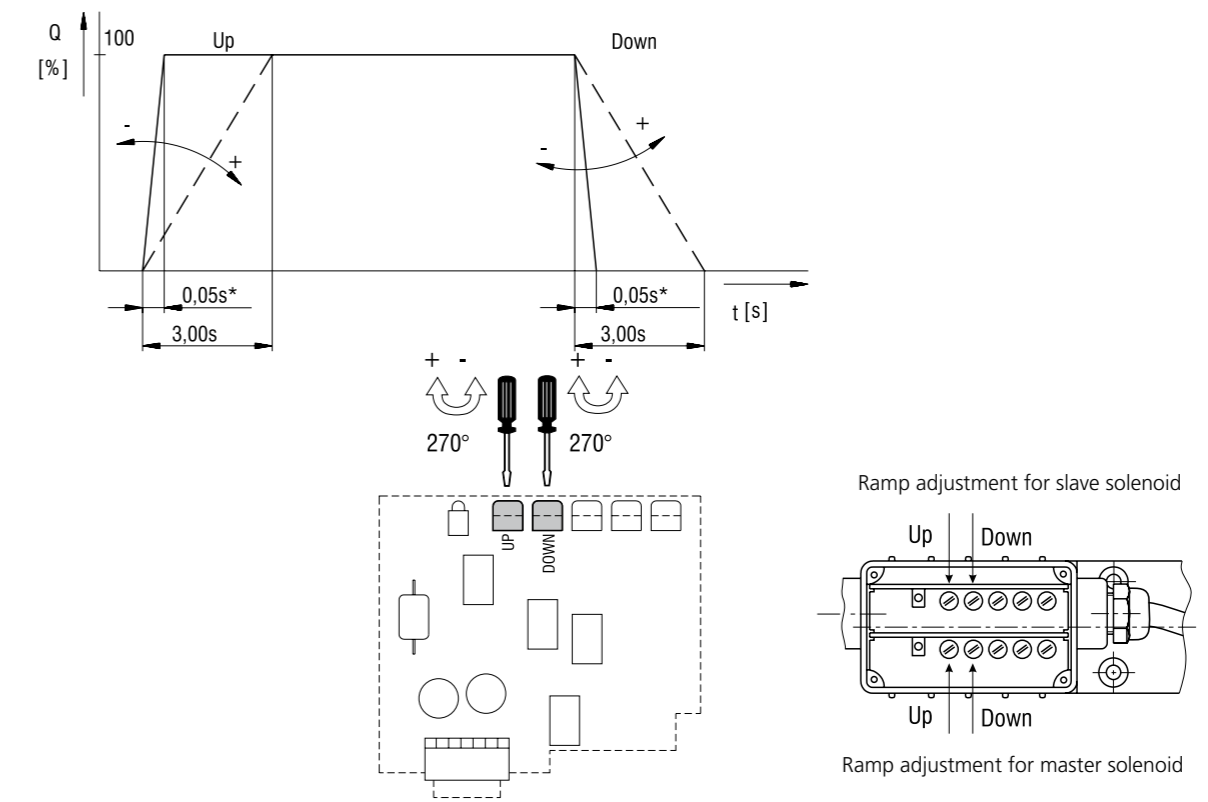 Q
[%]
100
Up
Down
-
+
-
+
0,05s*
3,00s
0,05s*
3,00s
t [s]
+ -
+ -
270°
270°
UP
DOWN
Ramp adjustment for slave solenoid
Up
Down
Up
Down
Ramp adjustment for master solenoid